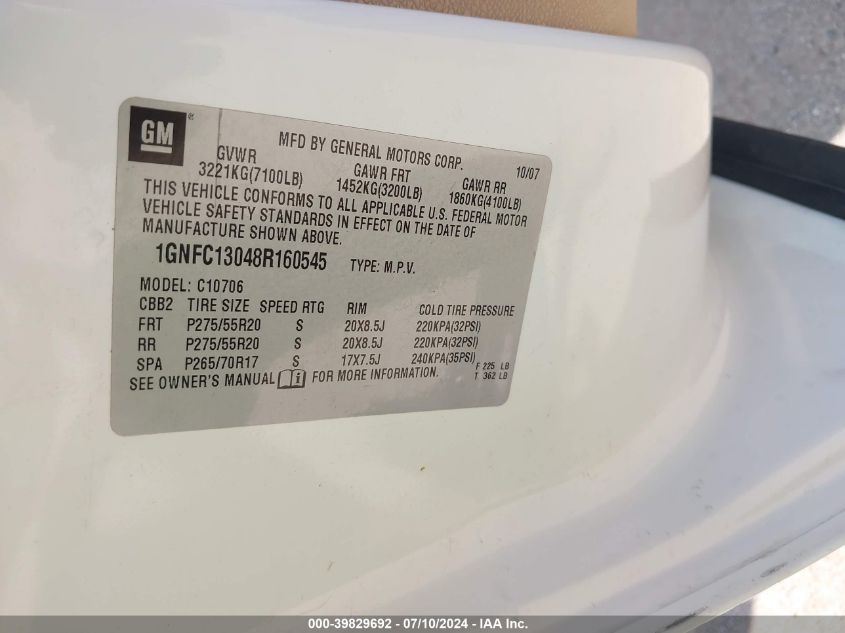 GM ®
MFD BY GENERAL MOTORS CORP. 10/07
GVWR GAWR FRT GAWR RR
3221KG(7100LB) 1452KG(3200LB) 1860KG(4100LB)
THIS VEHICLE CONFORMS TO ALL APPLICABLE U.S. FEDERAL MOTOR
VEHICLE SAFETY STANDARDS IN EFFECT ON THE DATE OF
MANUFACTURE SHOWN ABOVE.
1GNFC13048R160545 TYPE: M.P.V.
MODEL: C10706
CBB2 TIRE SIZE SPEED RTG RIM COLD TIRE PRESSURE
FRT P275/55R20 S 20X8.5J 220KPA(32PSI)
RR P275/55R20 S 20X8.5J 220KPA(32PSI)
SPA P265/70R17 S 17X7.5J 240KPA(35PSI)
SEE OWNER'S MANUAL i FOR MORE INFORMATION.
F 225 LB
T 362 LB
000-39829692 - 07/10/2024 - IAA Inc.